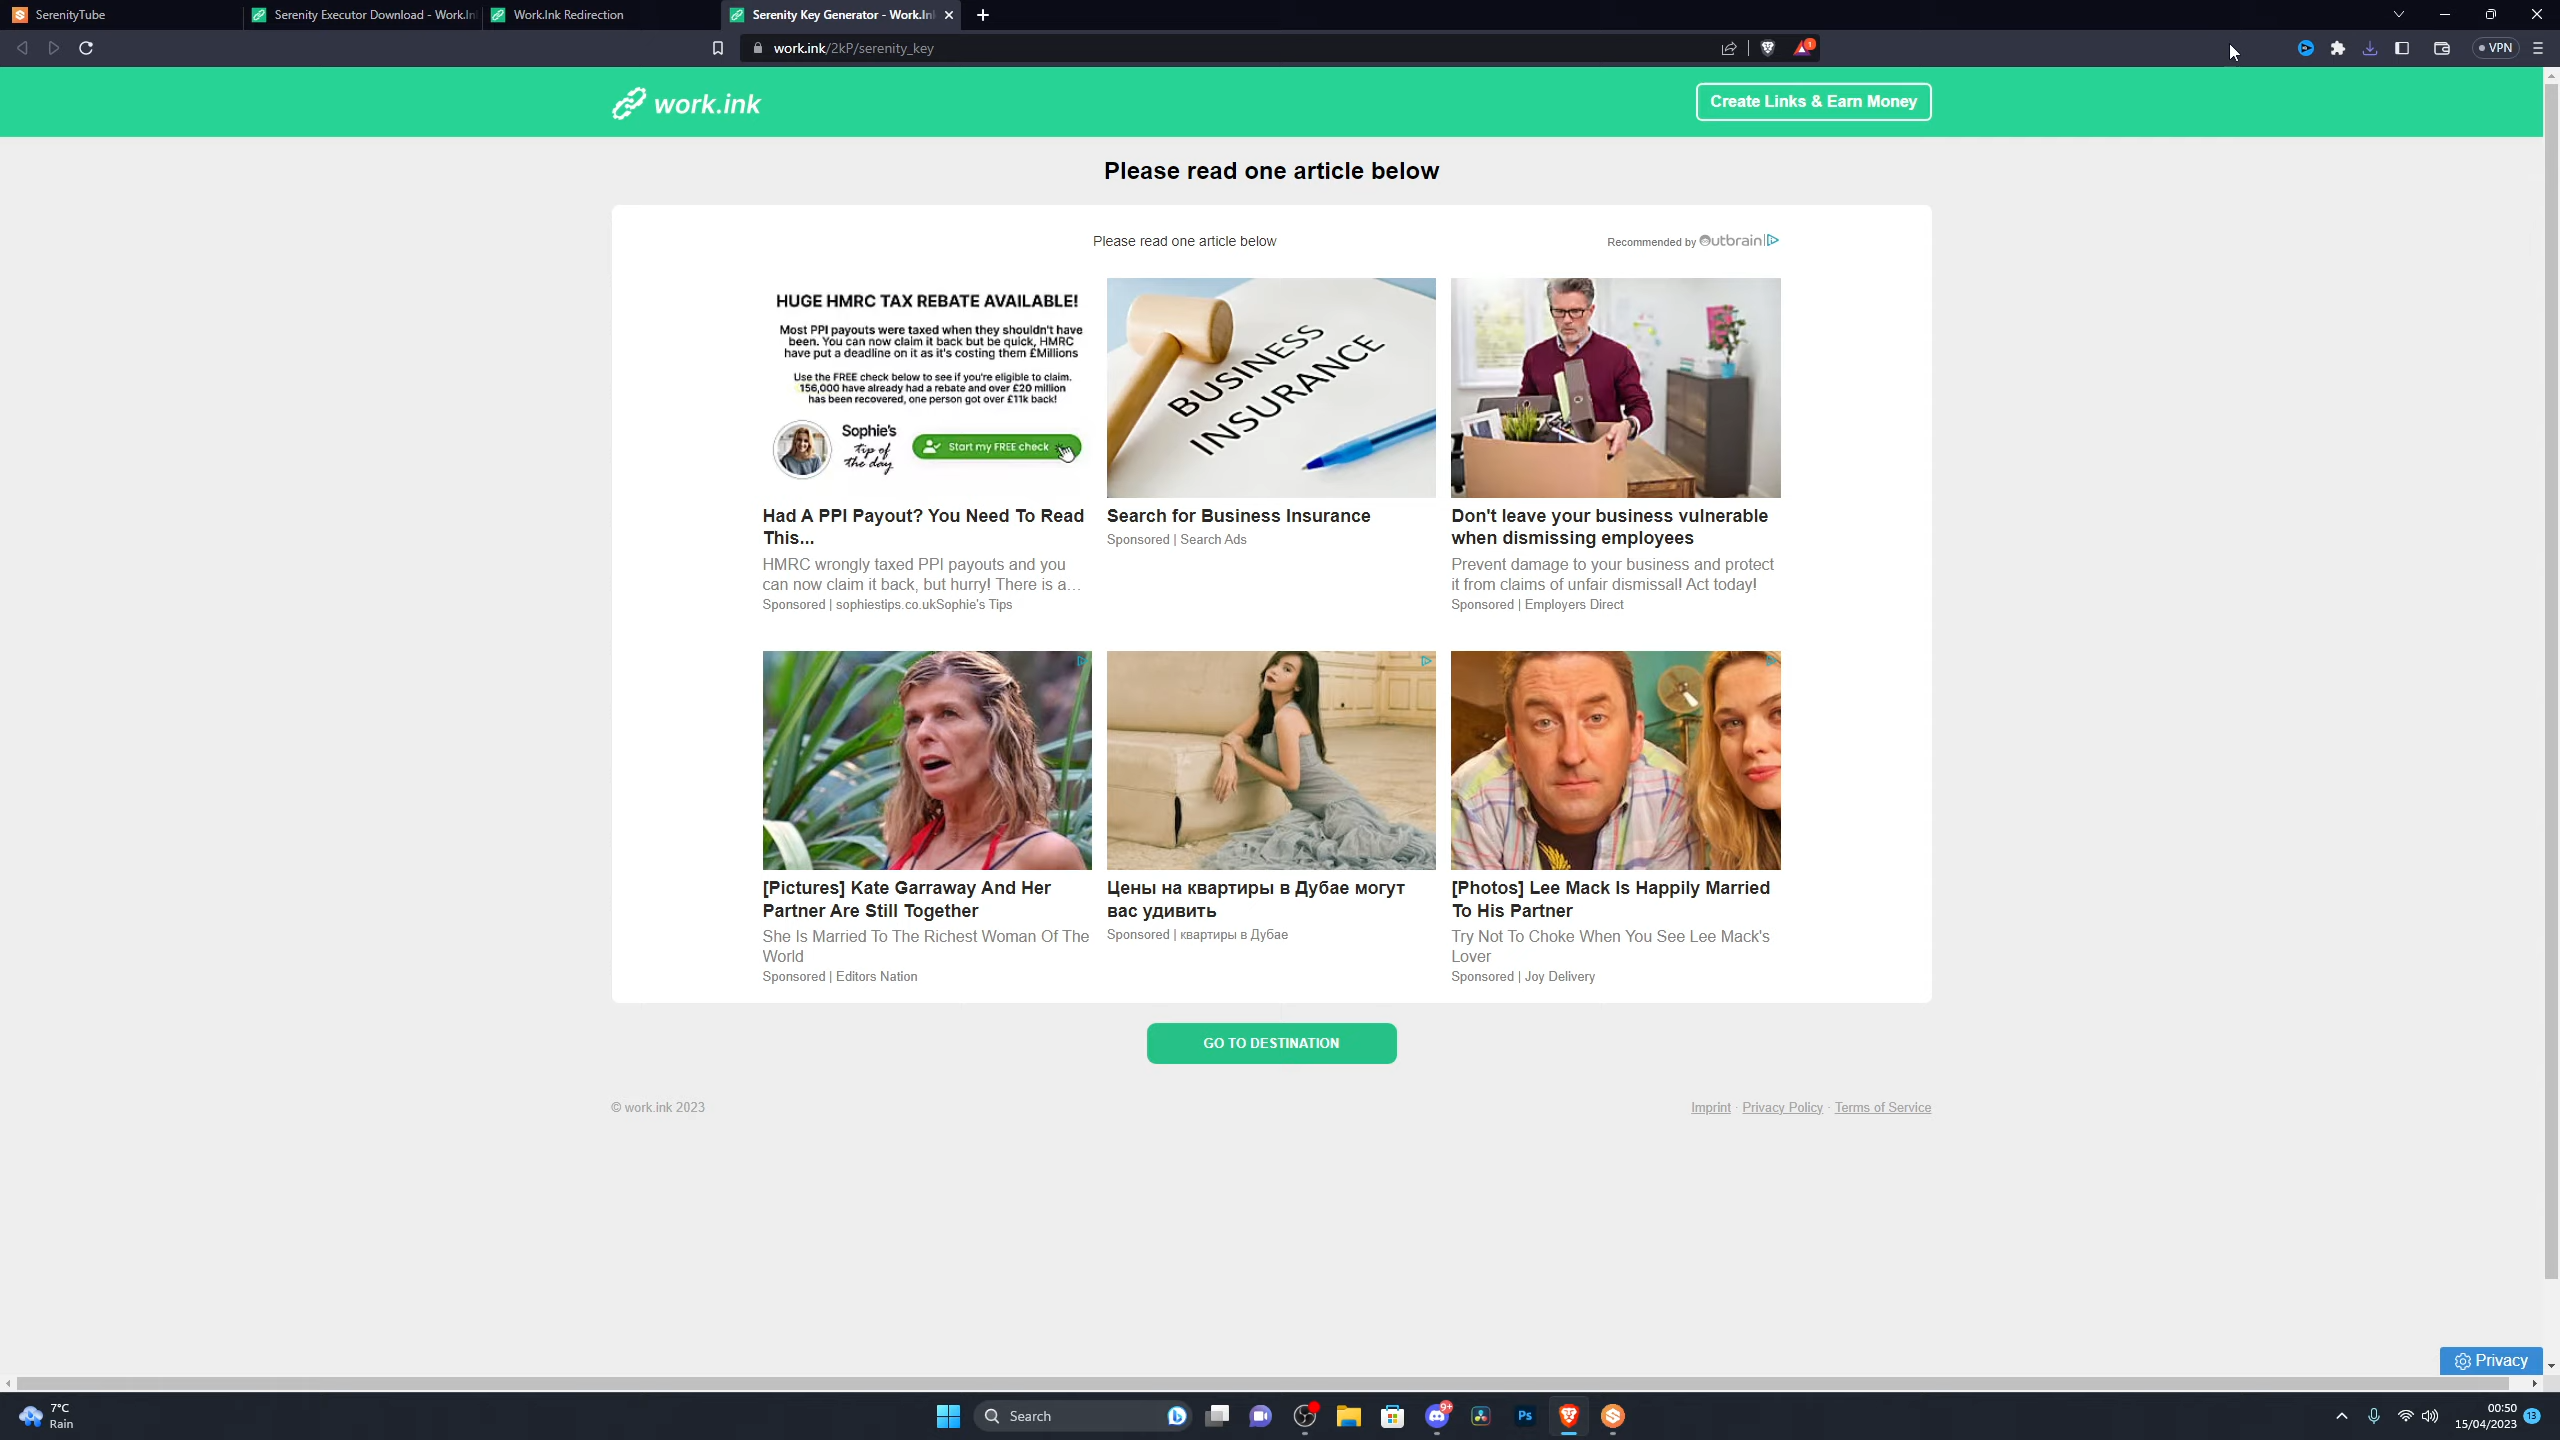 SerenityTube
Serenity Executor Download - Work.In
Work.Ink Redirection
Serenity Key Generator - Work.In
work.ink/2kP/serenity_key
1
VPN
work.ink
Create Links & Earn Money
Please read one article below
Please read one article below
Recommended by Outbrain
HUGE HMRC TAX REBATE AVAILABLE!
Most PPI payouts were taxed when they shouldn't have
been. You can now claim it back but be quick, HMRC
have put a deadline on it as it's costing them £Millions
Use the FREE check below to see if you're eligible to claim.
156,000 have already had a rebate and over £20 million
has been recovered, one person got over £11k back!
Sophie's
tip of
the day
Start my FREE check
BUSINESS
INSURANCE
Had A PPI Payout? You Need To Read
This...
HMRC wrongly taxed PPI payouts and you
can now claim it back, but hurry! There is a...
Sponsored | sophiestips.co.ukSophie's Tips
Search for Business Insurance
Sponsored | Search Ads
Don't leave your business vulnerable
when dismissing employees
Prevent damage to your business and protect
it from claims of unfair dismissal! Act today!
Sponsored | Employers Direct
[Pictures] Kate Garraway And Her
Partner Are Still Together
She Is Married To The Richest Woman Of The
World
Sponsored | Editors Nation
Цены на квартиры в Дубае могут
вас удивить
Sponsored | квартиры в Дубае
[Photos] Lee Mack Is Happily Married
To His Partner
Try Not To Choke When You See Lee Mack's
Lover
Sponsored | Joy Delivery
GO TO DESTINATION
© work.ink 2023
Imprint · Privacy Policy · Terms of Service
Privacy
7°C
Rain
Search
9+
Ps
00:50
15/04/2023
13